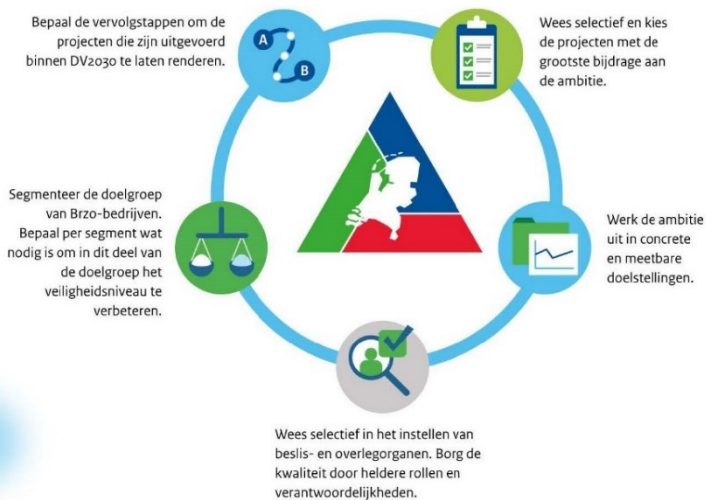 Bepaal de vervolgstappen om de
projecten die zijn uitgevoerd
binnen DV2030 te laten renderen.
A
B
Wees selectief en kies
de projecten met de
grootste bijdrage aan
de ambitie.
Segmenteer de doelgroep
van Brzo-bedrijven.
Bepaal per segment wat
nodig is om in dit deel van
de doelgroep het
veiligheidsniveau te
verbeteren.
Werk de ambitie
uit in concrete
en meetbare
doelstellingen.
Wees selectief in het instellen van
beslis- en overlegorganen. Borg de
kwaliteit door heldere rollen en
verantwoordelijkheden.